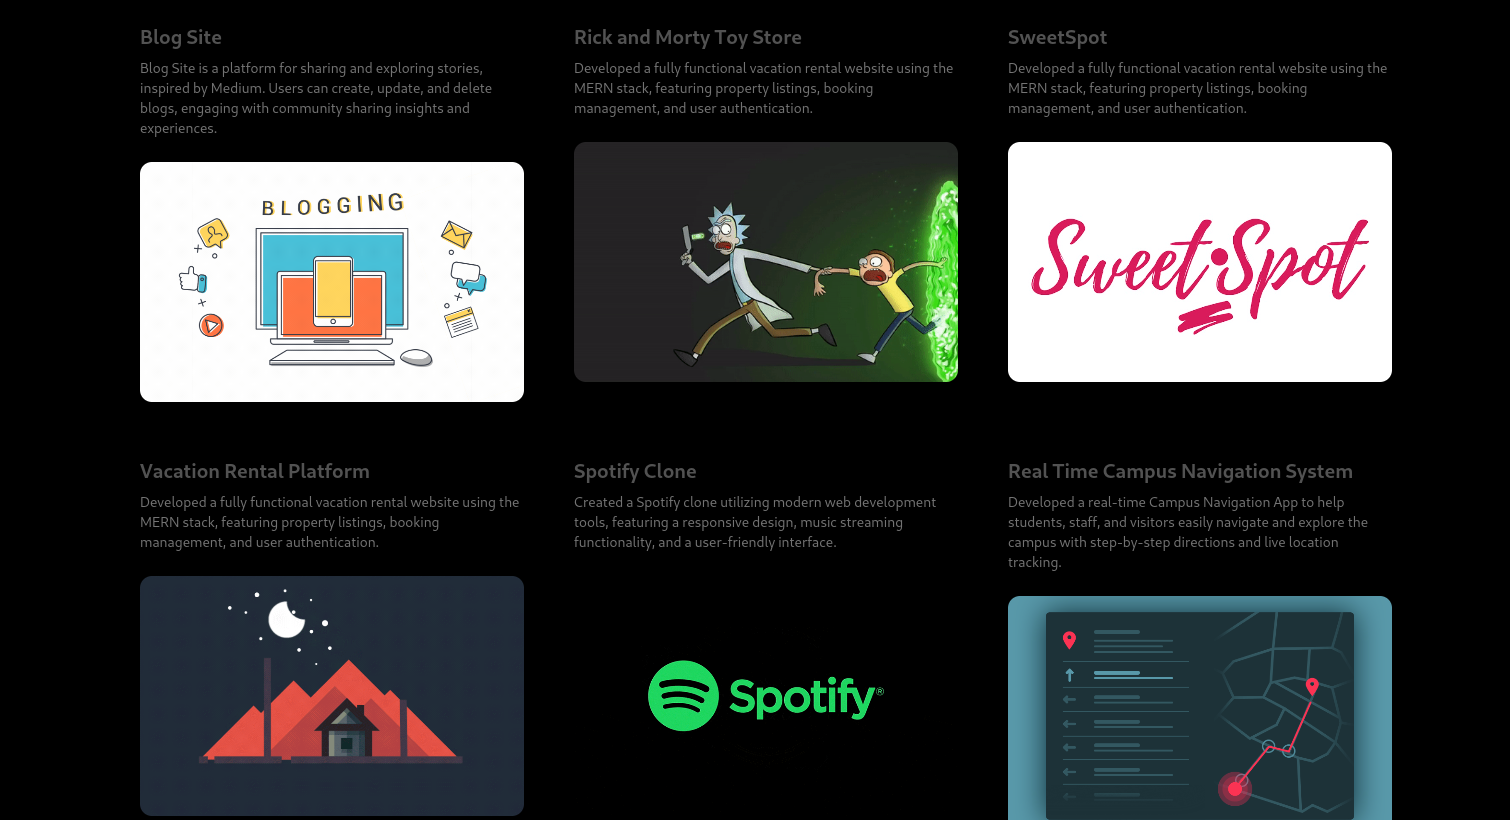 Blog Site
Blog Site is a platform for sharing and exploring stories,
inspired by Medium. Users can create, update, and delete
blogs, engaging with community sharing insights and
experiences.
BLOGGING
Rick and Morty Toy Store
Developed a fully functional vacation rental website using the
MERN stack, featuring property listings, booking
management, and user authentication.
SweetSpot
Developed a fully functional vacation rental website using the
MERN stack, featuring property listings, booking
management, and user authentication.
Sweet Spot
Vacation Rental Platform
Developed a fully functional vacation rental website using the
MERN stack, featuring property listings, booking
management, and user authentication.
Spotify Clone
Created a Spotify clone utilizing modern web development
tools, featuring a responsive design, music streaming
functionality, and a user-friendly interface.
Spotify®
Real Time Campus Navigation System
Developed a real-time Campus Navigation App to help
students, staff, and visitors easily navigate and explore the
campus with step-by-step directions and live location
tracking.